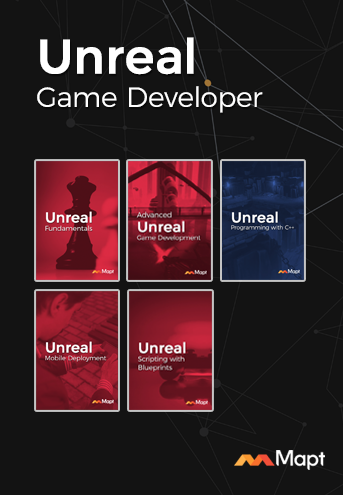 Unreal
Game Developer
Unreal
Fundamentals
Mapt
Advanced
Unreal
Game Development
Mapt
Unreal
Programming with C++
Mapt
Unreal
Mobile Deployment
Mapt
Unreal
Scripting with
Blueprints
Mapt
Mapt